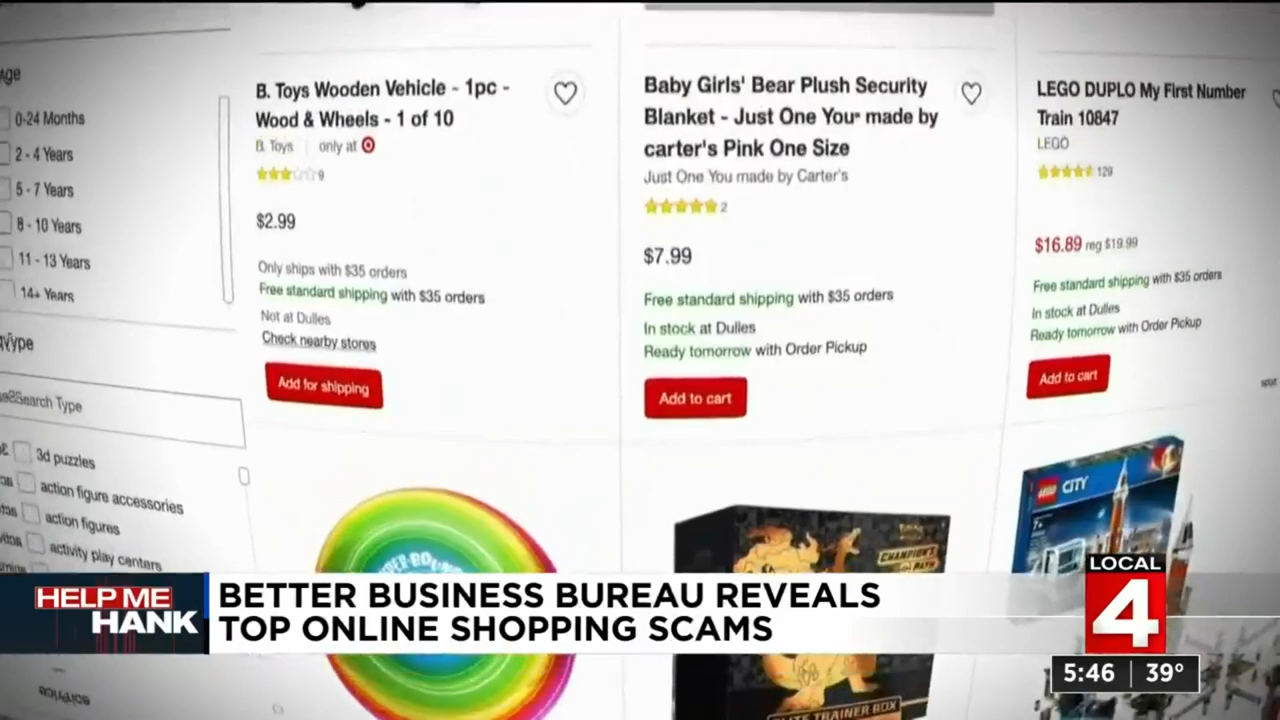 Age
0-24 Months
2 - 4 Years
5 - 7 Years
8 - 10 Years
11 - 13 Years
14+ Years
Type
Search Type
3d puzzles
action figure accessories
action figures
activity play centers
B. Toys Wooden Vehicle - 1pc -
Wood & Wheels - 1 of 10
B. Toys only at
9
$2.99
Only ships with $35 orders
Free standard shipping with $35 orders
Not at Dulles
Check nearby stores
Add for shipping
Baby Girls' Bear Plush Security
Blanket - Just One You® made by
carter's Pink One Size
Just One You made by Carter's
2
$7.99
Free standard shipping with $35 orders
In stock at Dulles
Ready tomorrow with Order Pickup
Add to cart
LEGO DUPLO My First Number
Train 10847
LEGO
129
$16.89 reg $19.99
Free standard shipping with $35 orders
In stock at Dulles
Ready tomorrow with Order Pickup
Add to cart
Pokémon
CHAMPION'S
PATH
ELITE TRAINER BOX
LEGO CITY
7+
HELP ME
HANK
BETTER BUSINESS BUREAU REVEALS
TOP ONLINE SHOPPING SCAMS
LOCAL
4
5:46 39°